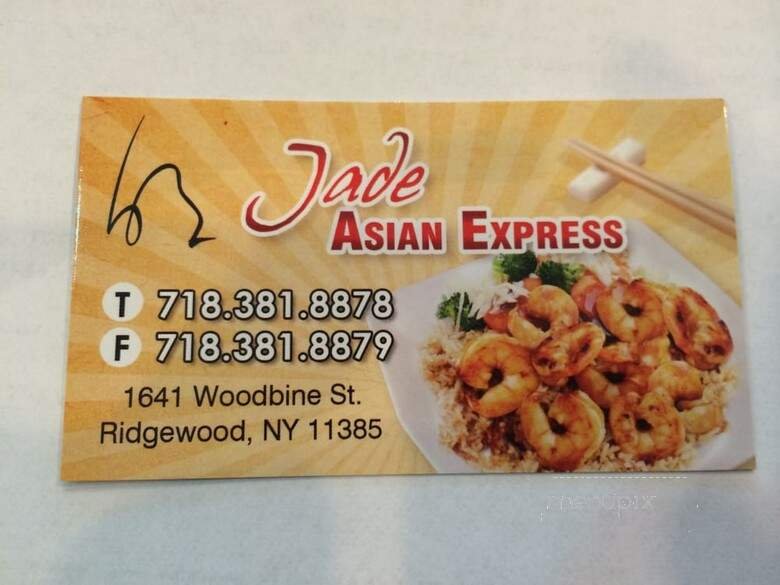 Jade
ASIAN EXPRESS
T 718.381.8878
F 718.381.8879
1641 Woodbine St.
Ridgewood, NY 11385